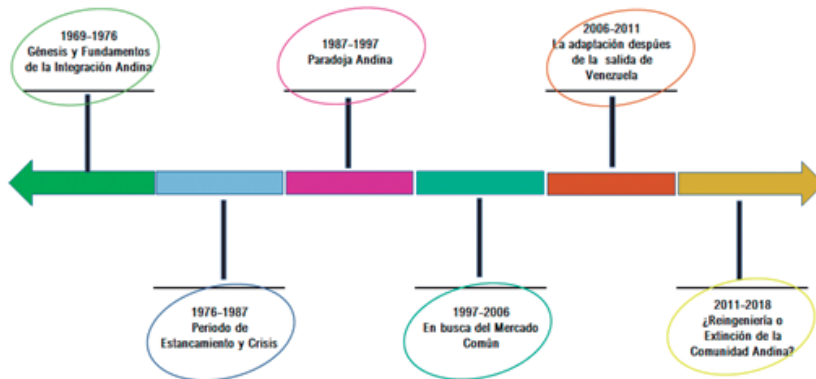 1969-1976
Génesis y Fundamentos
de la Integración Andina
1987-1997
Paradoja Andina
2006-2011
La adaptación despúes
de la salida de
Venezuela
1976-1987
Periodo de
Estancamiento y Crisis
1997-2006
En busca del Mercado
Común
2011-2018
¿Reingeniería o
Extinción de la
Comunidad Andina?